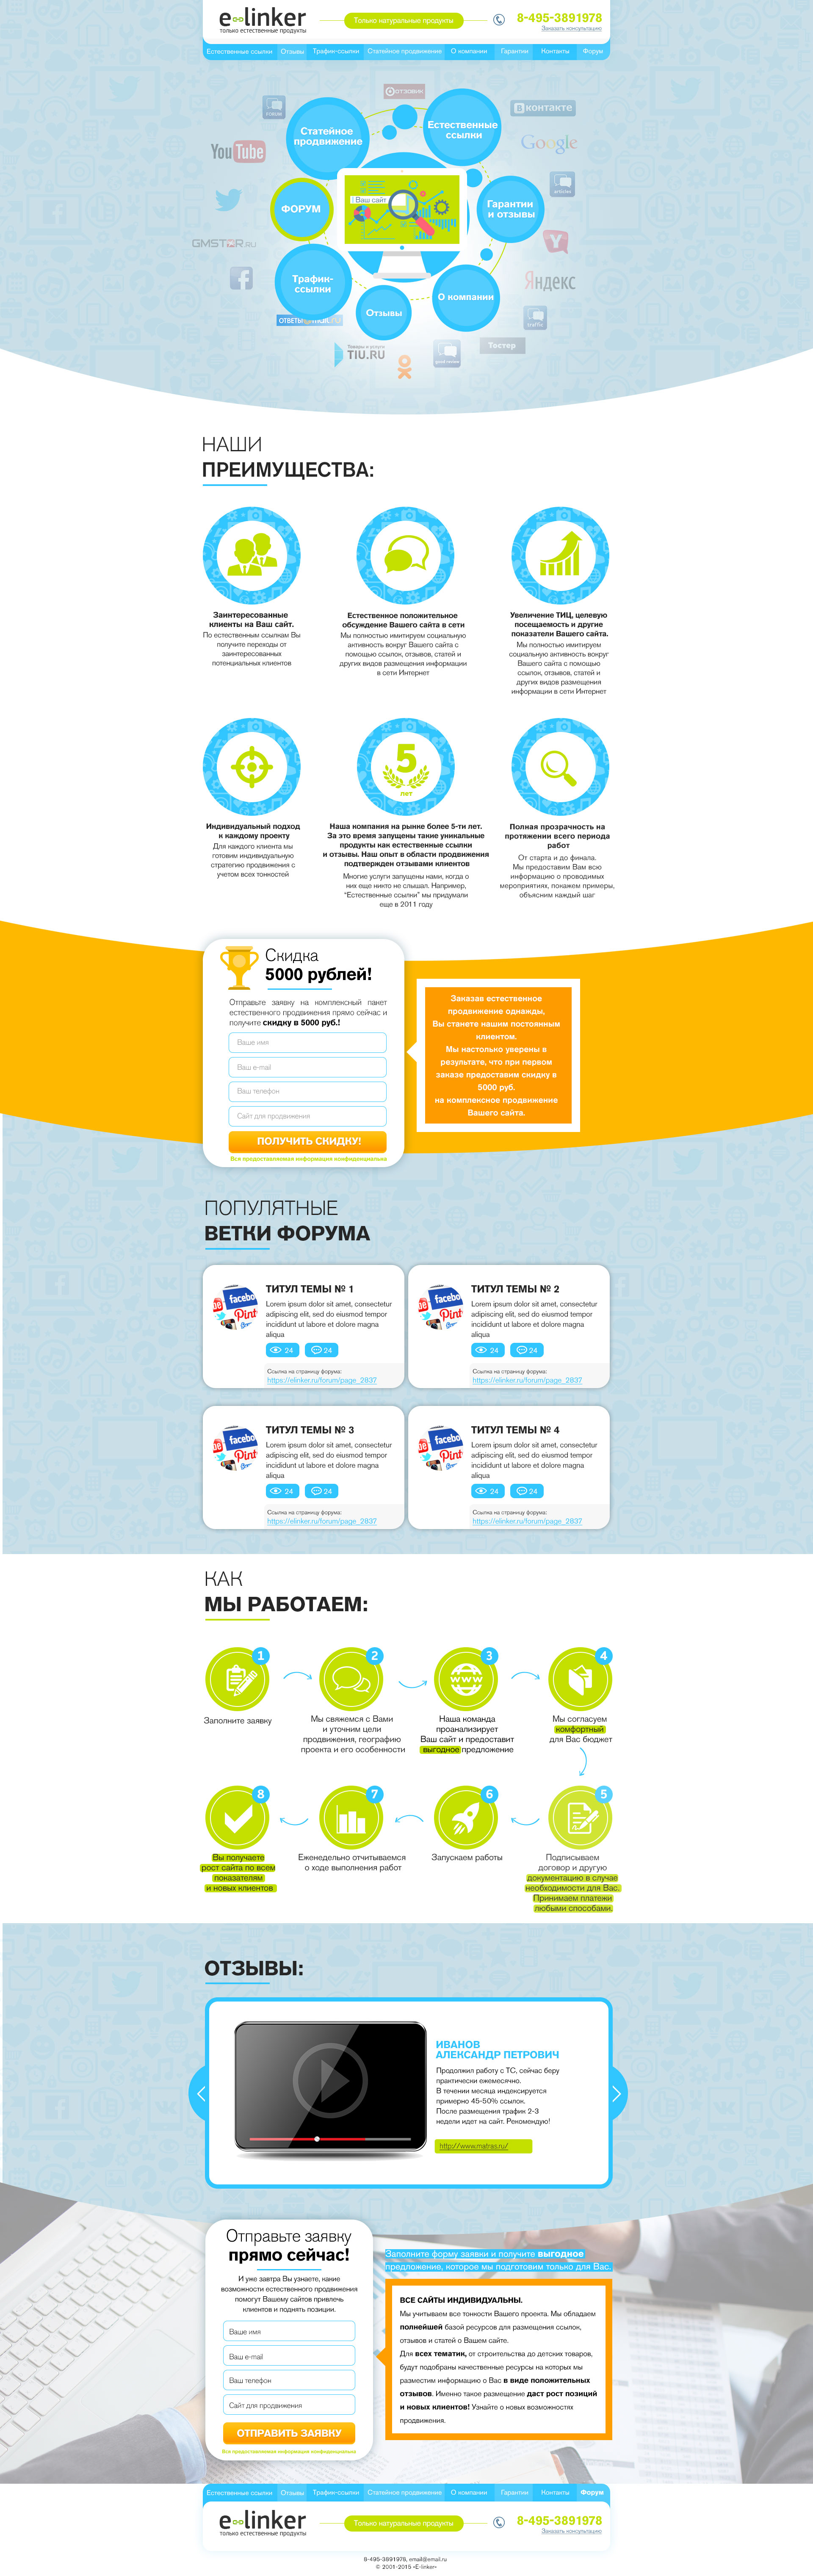 e-linker
только естественные продукты
Только натуральные продукты
8-495-3891978
Заказать консультацию
Естественные ссылки Отзывы Трафик-ссылки Статейное продвижение О компании Гарантии Контакты Форум
отзовик
Статейное
продвижение
Естественные
ссылки
вконтакте
YouTube
Google
Ваш сайт
articles
ФОРУМ
Гарантии
и отзывы
GMSTAR.RU
Яндекс
Трафик-
ссылки
О компании
Отзывы
ОТВЕТЫ
Товары и услуги
TIU.RU
Тостер
НАШИ
ПРЕИМУЩЕСТВА:
Заинтересованные
клиенты на Ваш сайт.
По естественным ссылкам Вы
получите переходы от
заинтересованных
потенциальных клиентов
Естественное положительное
обсуждение Вашего сайта в сети
Мы полностью имитируем социальную
активность вокруг Вашего сайта с
помощью ссылок, отзывов, статей и
других видов размещения информации
в сети Интернет
Увеличение ТИЦ, целевую
посещаемость и другие
показатели Вашего сайта.
Мы полностью имитируем
социальную активность вокруг
Вашего сайта с помощью
ссылок, отзывов, статей и
других видов размещения
информации в сети Интернет
5
лет
Индивидуальный подход
к каждому проекту
Для каждого клиента мы
готовим индивидуальную
стратегию продвижения с
учетом всех тонкостей
Наша компания на рынке более 5-ти лет.
За это время запущены такие уникальные
продукты как естественные ссылки
и отзывы. Наш опыт в области продвижения
подтвержден отзывами клиентов
Многие услуги запущены нами, когда о
них еще никто не слышал. Например,
"Естественные ссылки" мы придумали
еще в 2011 году
Полная прозрачность на
протяжении всего периода
работ
От старта и до финала.
Мы предоставим Вам всю
информацию о проводимых
мероприятиях, покажем примеры,
объясним каждый шаг
Скидка
5000 рублей!
Отправьте заявку на комплексный пакет
естественного продвижения прямо сейчас и
получите скидку в 5000 руб.!
Ваше имя
Ваш e-mail
Ваш телефон
Сайт для продвижения
ПОЛУЧИТЬ СКИДКУ!
Вся предоставляемая информация конфиденциальна
Заказав естественное
продвижение однажды,
Вы станете нашим постоянным
клиентом.
Мы настолько уверены в
результате, что при первом
заказе предоставим скидку в
5000 руб.
на комплексное продвижение
Вашего сайта.
ПОПУЛЯТНЫЕ
ВЕТКИ ФОРУМА
ТИТУЛ ТЕМЫ № 1
Lorem ipsum dolor sit amet, consectetur
adipiscing elit, sed do eiusmod tempor
incididunt ut labore et dolore magna
aliqua
24 24
Ссылка на страницу форума:
https://elinker.ru/forum/page_2837
ТИТУЛ ТЕМЫ № 2
Lorem ipsum dolor sit amet, consectetur
adipiscing elit, sed do eiusmod tempor
incididunt ut labore et dolore magna
aliqua
24 24
Ссылка на страницу форума:
https://elinker.ru/forum/page_2837
ТИТУЛ ТЕМЫ № 3
Lorem ipsum dolor sit amet, consectetur
adipiscing elit, sed do eiusmod tempor
incididunt ut labore et dolore magna
aliqua
24 24
Ссылка на страницу форума:
https://elinker.ru/forum/page_2837
ТИТУЛ ТЕМЫ № 4
Lorem ipsum dolor sit amet, consectetur
adipiscing elit, sed do eiusmod tempor
incididunt ut labore et dolore magna
aliqua
24 24
Ссылка на страницу форума:
https://elinker.ru/forum/page_2837
КАК
МЫ РАБОТАЕМ:
1
Заполните заявку
2
Мы свяжемся с Вами
и уточним цели
продвижения, географию
проекта и его особенности
3
www
Наша команда
проанализирует
Ваш сайт и предоставит
выгодное предложение
4
Мы согласуем
комфортный
для Вас бюджет
8
Вы получаете
рост сайта по всем
показателям
и новых клиентов
7
Еженедельно отчитываемся
о ходе выполнения работ
6
Запускаем работы
5
Подписываем
договор и другую
документацию в случае
необходимости для Вас.
Принимаем платежи
любыми способами.
ОТЗЫВЫ:
ИВАНОВ
АЛЕКСАНДР ПЕТРОВИЧ
Продолжил работу с ТС, сейчас беру
практически ежемесячно.
В течении месяца индексируется
примерно 45-50% ссылок.
После размещения трафик 2-3
недели идет на сайт. Рекомендую!
http://www.matras.ru/
Отправьте заявку
прямо сейчас!
И уже завтра Вы узнаете, какие
возможности естественного продвижения
помогут Вашему сайтов привлечь
клиентов и поднять позиции.
Ваше имя
Ваш e-mail
Ваш телефон
Сайт для продвижения
ОТПРАВИТЬ ЗАЯВКУ
Вся предоставляемая информация конфиденциальна
Заполните форму заявки и получите выгодное
предложение, которое мы подготовим только для Вас.
ВСЕ САЙТЫ ИНДИВИДУАЛЬНЫ.
Мы учитываем все тонкости Вашего проекта. Мы обладаем
полнейшей базой ресурсов для размещения ссылок,
отзывов и статей о Вашем сайте.
Для всех тематик, от строительства до детских товаров,
будут подобраны качественные ресурсы на которых мы
разместим информацию о Вас в виде положительных
отзывов. Именно такое размещение даст рост позиций
и новых клиентов! Узнайте о новых возможностях
продвижения.
Естественные ссылки Отзывы Трафик-ссылки Статейное продвижение О компании Гарантии Контакты Форум
e-linker
только естественные продукты
Только натуральные продукты
8-495-3891978
Заказать консультацию
8-495-3891978, email@email.ru
© 2001-2015 «E-linker»